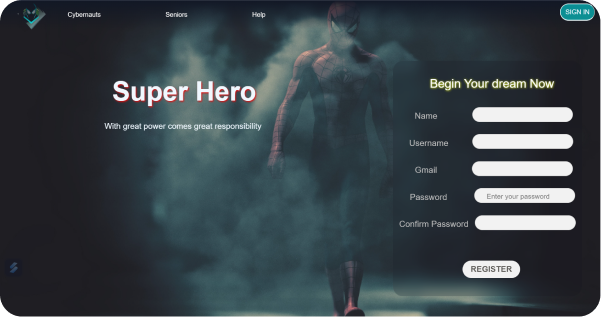 Cybernauts Seniors Help SIGN IN
Super Hero
With great power comes great responsibility
Begin Your dream Now
Name
Username
Gmail
Password Enter your password
Confirm Password
REGISTER